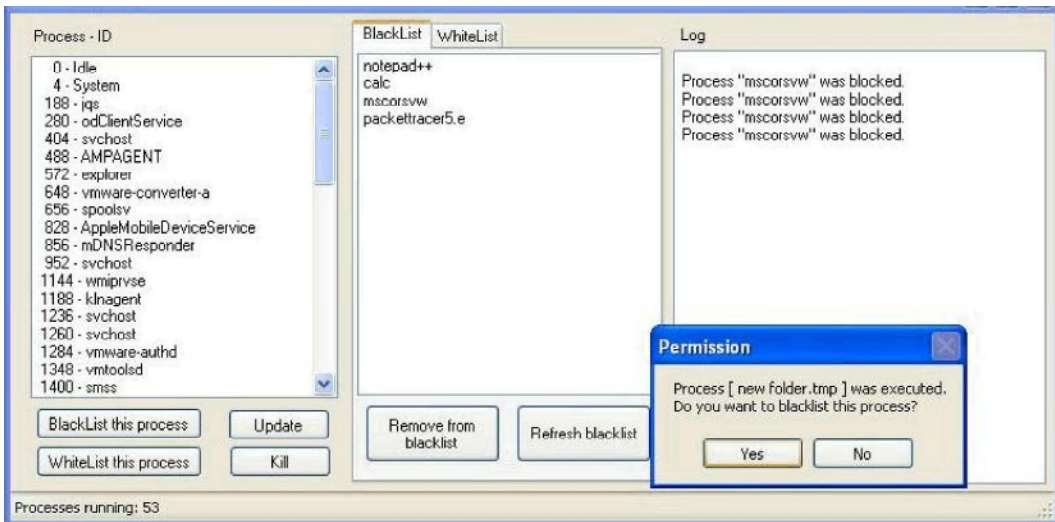 Process - ID
0 - Idle
4 - System
188 - jqs
280 - odClientService
404 - svchost
488 - AMPAGENT
572 - explorer
648 - vmware-converter-a
656 - spoolsv
828 - AppleMobileDeviceService
856 - mDNSResponder
952 - svchost
1144 - wmiprvse
1188 - klnagent
1236 - svchost
1260 - svchost
1284 - vmware-authd
1348 - vmtoolsd
1400 - smss
BlackList this process
Update
WhiteList this process
Kill
BlackList
WhiteList
notepad++
calc
mscorsvw
packettracer5.e
Remove from
blacklist
Refresh blacklist
Log
Process "mscorsvw" was blocked.
Process "mscorsvw" was blocked.
Process "mscorsvw" was blocked.
Process "mscorsvw" was blocked.
Permission
Process [ new folder.tmp ] was executed.
Do you want to blacklist this process?
Yes
No
Processes running: 53